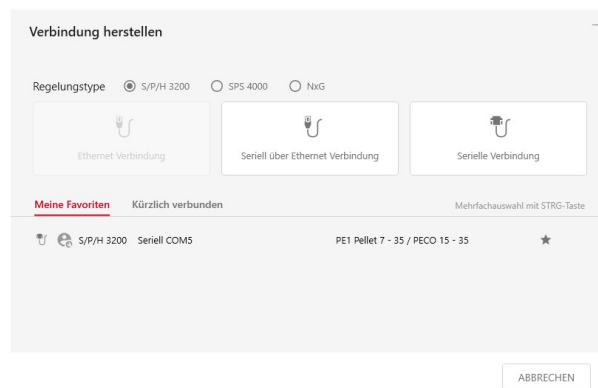 Verbindung herstellen
Regelungstype S/P/H 3200 SPS 4000 NxG
Ethernet Verbindung Seriell über Ethernet Verbindung Serielle Verbindung
Meine Favoriten Kürzlich verbunden Mehrfachauswahl mit STRG-Taste
S/P/H 3200 Seriell COM5 PE1 Pellet 7 - 35 / PECO 15 - 35
ABBRECHEN